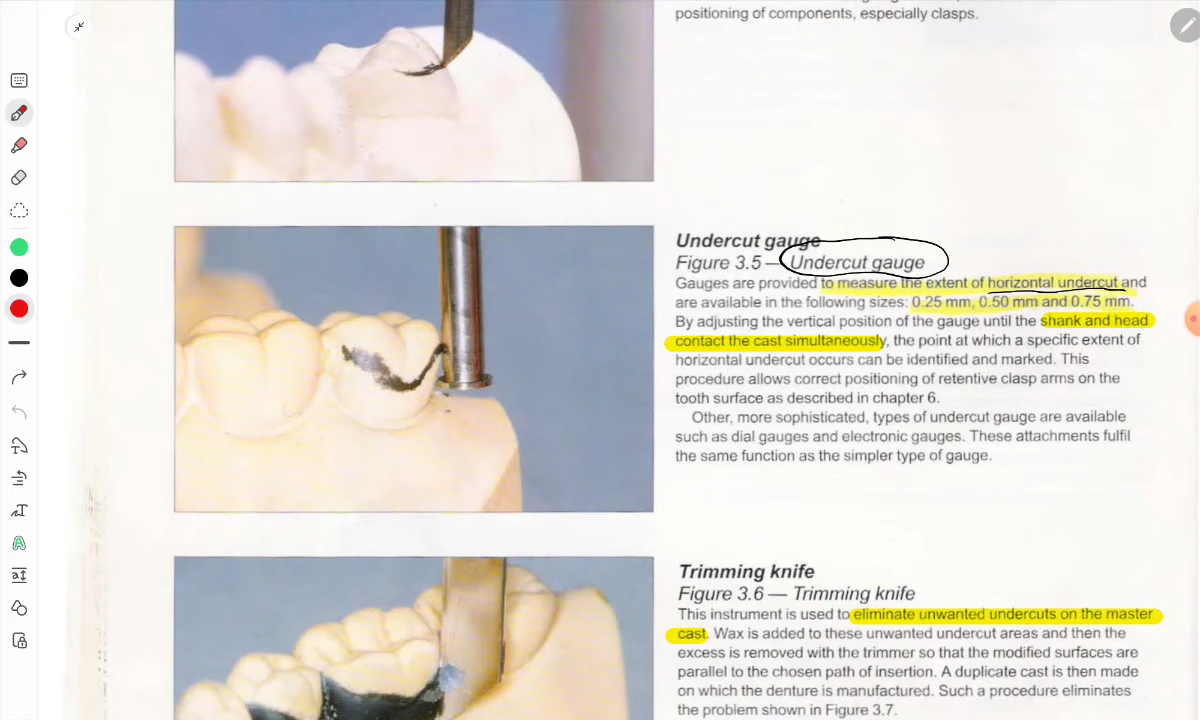 positioning of components, especially clasps.
Undercut gauge
Figure 3.5 — Undercut gauge
Gauges are provided to measure the extent of horizontal undercut and
are available in the following sizes: 0.25 mm, 0.50 mm and 0.75 mm.
By adjusting the vertical position of the gauge until the shank and head
contact the cast simultaneously, the point at which a specific extent of
horizontal undercut occurs can be identified and marked. This
procedure allows correct positioning of retentive clasp arms on the
tooth surface as described in chapter 6.
Other, more sophisticated, types of undercut gauge are available
such as dial gauges and electronic gauges. These attachments fulfil
the same function as the simpler type of gauge.
Trimming knife
Figure 3.6 — Trimming knife
This instrument is used to eliminate unwanted undercuts on the master
cast. Wax is added to these unwanted undercut areas and then the
excess is removed with the trimmer so that the modified surfaces are
parallel to the chosen path of insertion. A duplicate cast is then made
on which the denture is manufactured. Such a procedure eliminates
the problem shown in Figure 3.7.